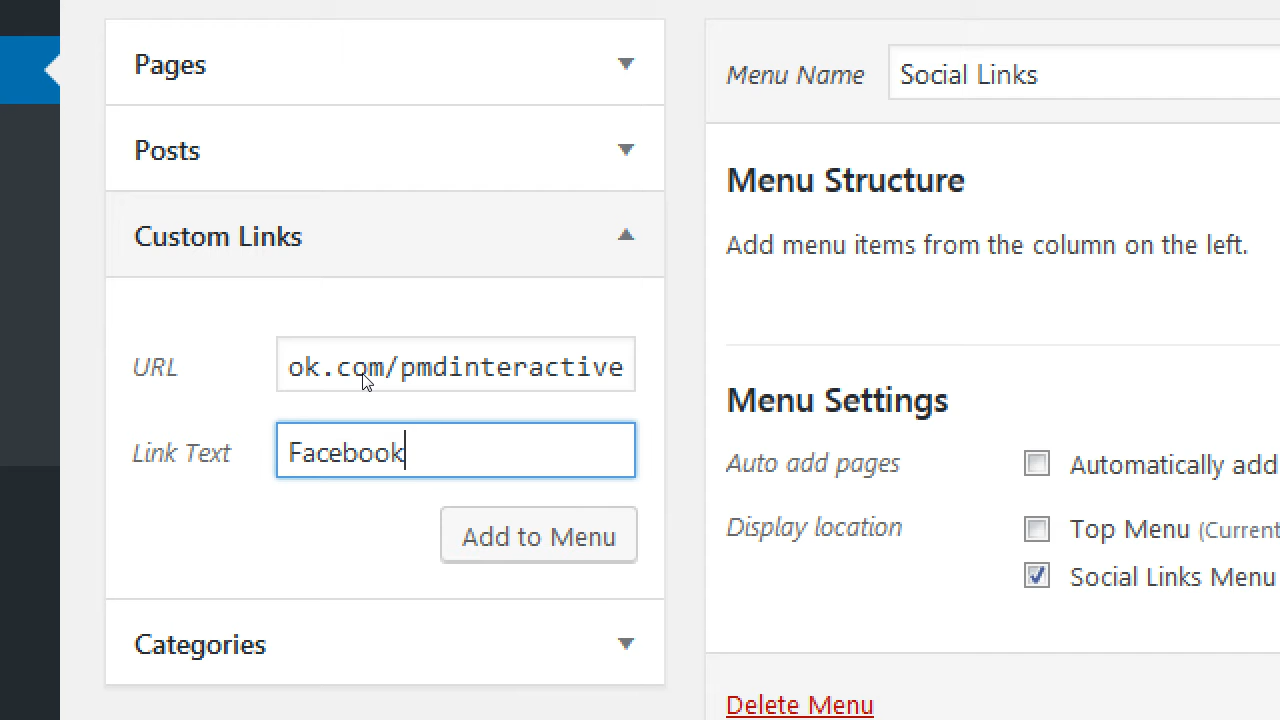 Pages
Posts
Custom Links
URL ok.com/pmdinteractive
Link Text Facebook
Add to Menu
Categories
Menu Name Social Links
Menu Structure
Add menu items from the column on the left.
Menu Settings
Auto add pages Automatically add
Display location Top Menu (Current
Social Links Menu
Delete Menu